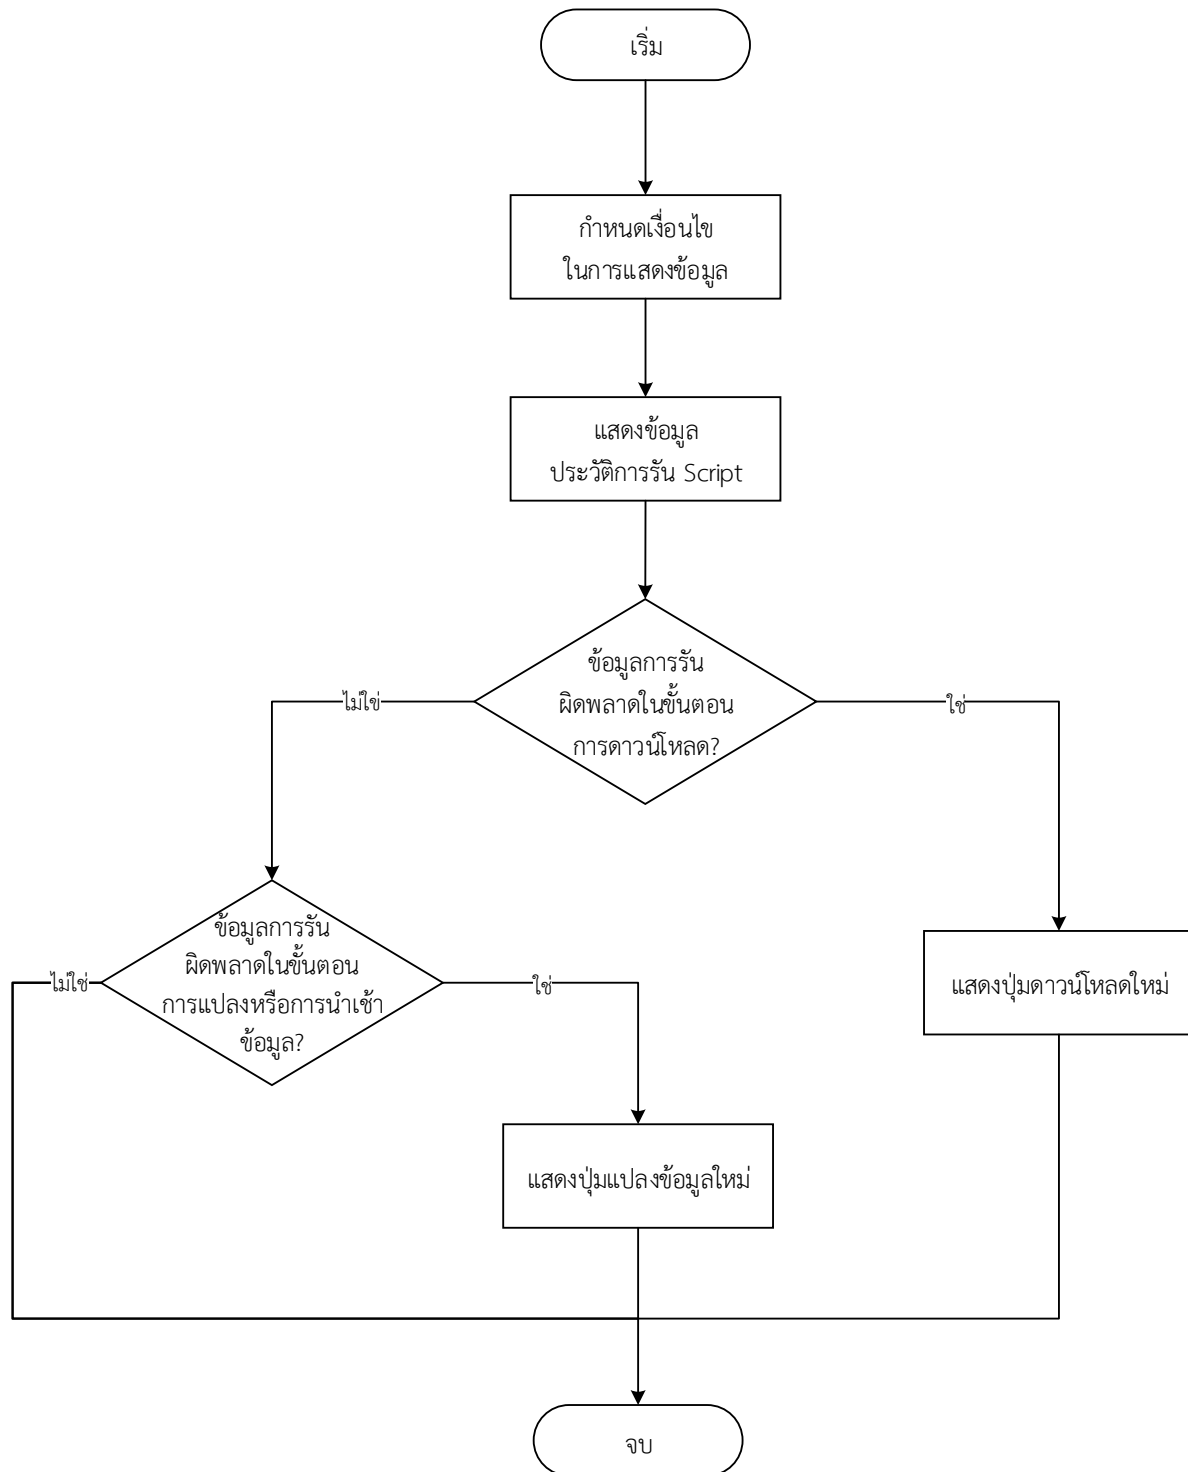 เริ่ม
กำหนดเงื่อนไข
ในการแสดงข้อมูล
แสดงข้อมูล
ประวัติการรัน Script
ข้อมูลการรัน
ผิดพลาดในขั้นตอน
การดาวน์โหลด?
ไม่ใช่
ใช่
ข้อมูลการรัน
ผิดพลาดในขั้นตอน
การแปลงหรือการนำเข้า
ข้อมูล?
ไม่ใช่
ใช่
แสดงปุ่มดาวน์โหลดใหม่
แสดงปุ่มแปลงข้อมูลใหม่
จบ